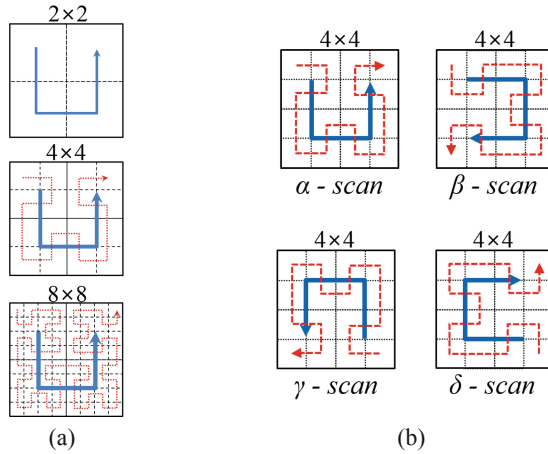 2×2
4×4
8×8
(a)
4×4
4×4
α - scan
β - scan
4×4
4×4
γ - scan
δ - scan
(b)